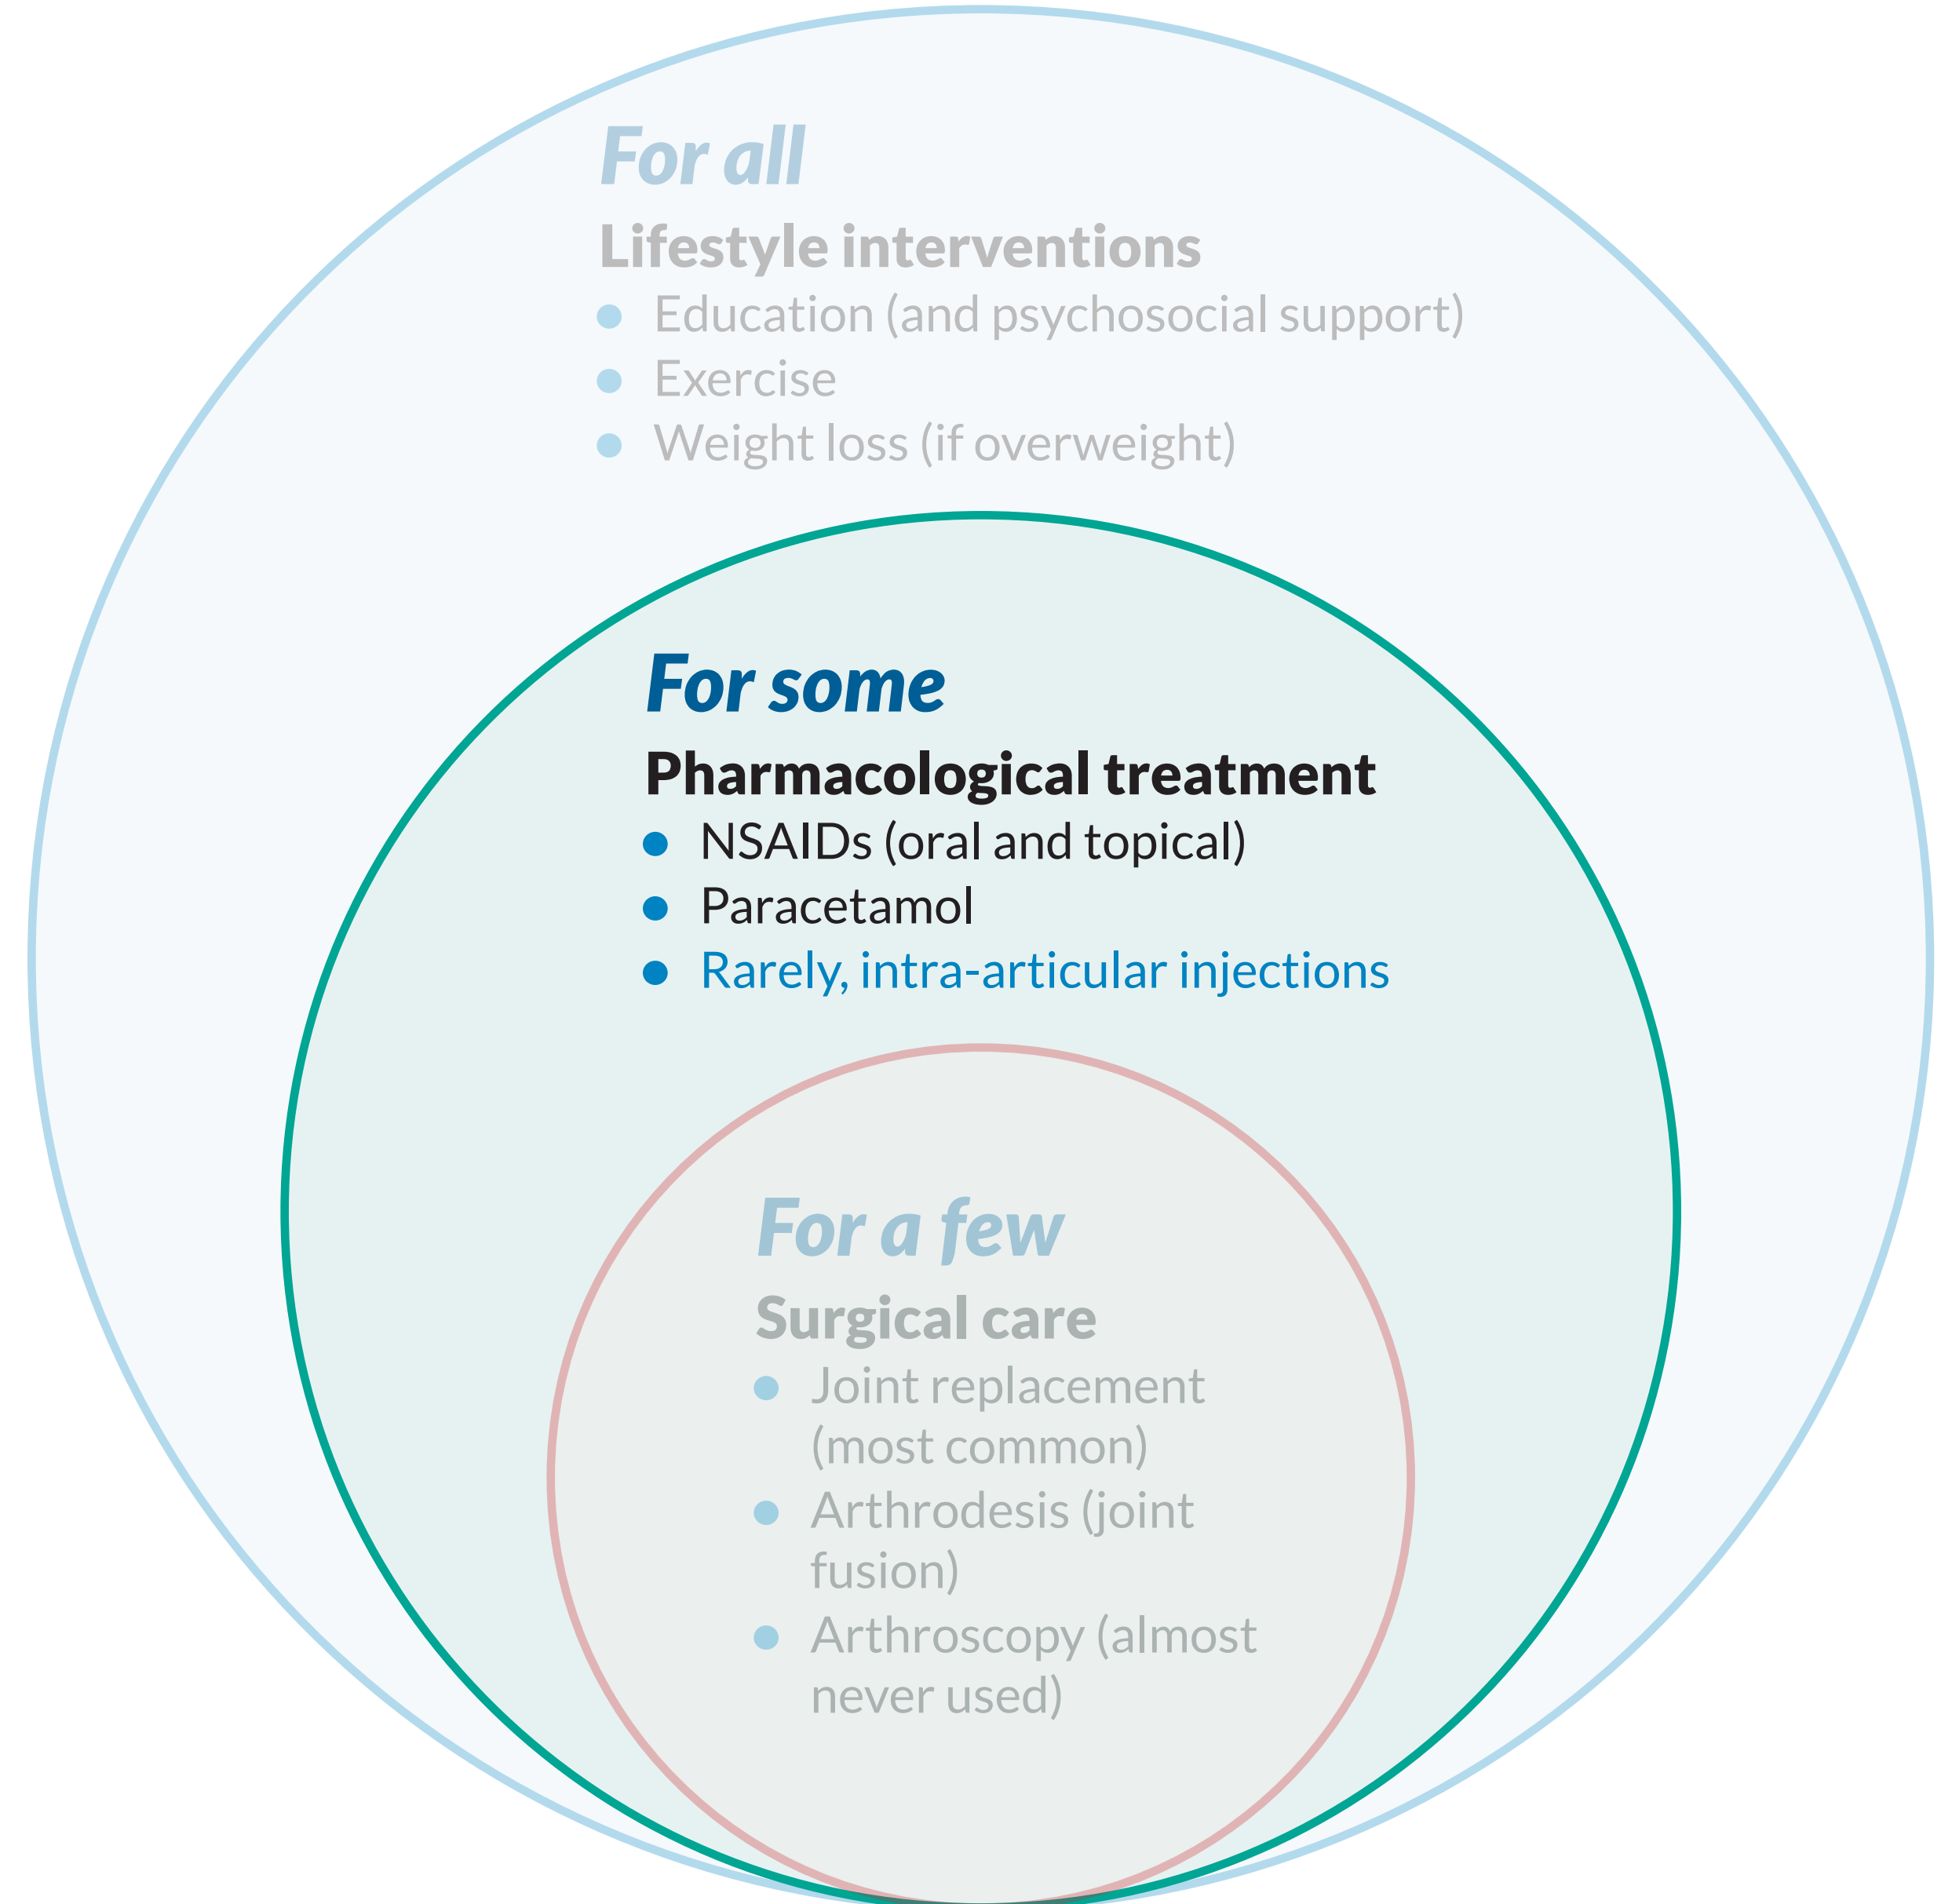 For all
Lifestyle interventions
Education (and psychosocial support)
Exercise
Weight loss (if overweight)
For some
Pharmacological treatment
NSAIDs (oral and topical)
Paracetamol
Rarely, intra-articular injections
For a few
Surgical care
Joint replacement
(most common)
Arthrodesis (joint
fusion)
Arthroscopy (almost
never used)